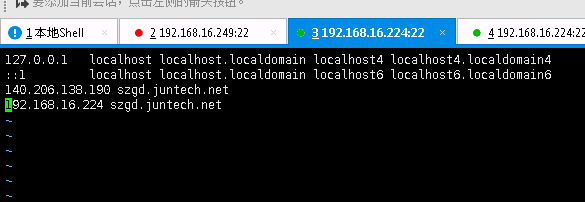 要添加当前会话，点击左侧的箭头按钮。
1 本地Shell
2 192.168.16.249:22
3 192.168.16.224:22
4 192.168.16.224:22
127.0.0.1 localhost localhost.localdomain localhost4 localhost4.localdomain4
::1 localhost localhost.localdomain localhost6 localhost6.localdomain6
140.206.138.190 szgd.juntech.net
192.168.16.224 szgd.juntech.net
~
~
~
~
~
~